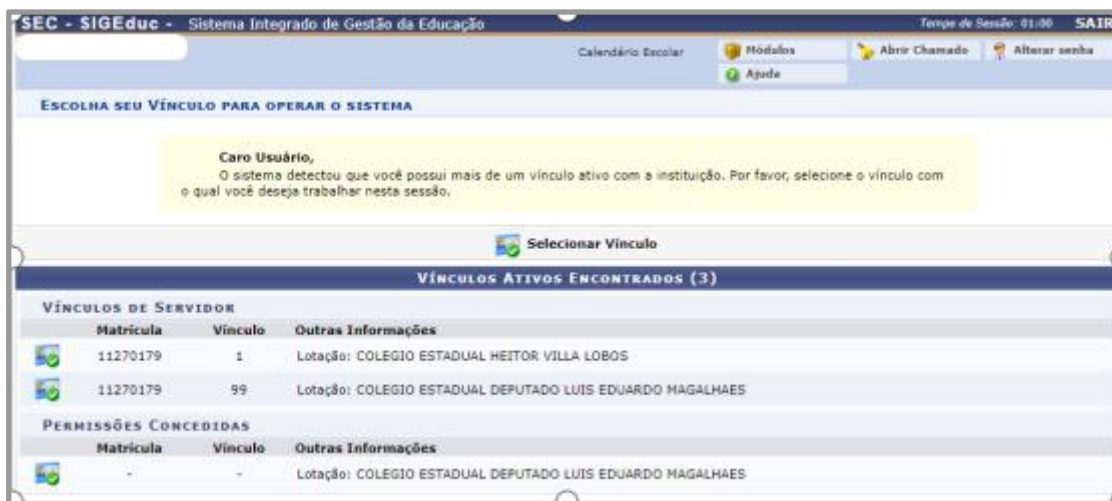 SEC - SIGEduc - Sistema Integrado de Gestão da Educação Tempo de Sessão: 01:00 SAIR
Calendário Escolar Módulos Abrir Chamado Alterar senha
Ajuda
ESCOLHA SEU VÍNCULO PARA OPERAR O SISTEMA
Caro Usuário,
O sistema detectou que você possui mais de um vínculo ativo com a instituição. Por favor, selecione o vínculo com
o qual você deseja trabalhar nesta sessão.
Selecionar Vínculo
VÍNCULOS ATIVOS ENCONTRADOS (3)
VÍNCULOS DE SERVIDOR
Matrícula Vínculo Outras Informações
11270179 1 Lotação: COLEGIO ESTADUAL HEITOR VILLA LOBOS
11270179 99 Lotação: COLEGIO ESTADUAL DEPUTADO LUIS EDUARDO MAGALHAES
PERMISSÕES CONCEDIDAS
Matrícula Vínculo Outras Informações
- - Lotação: COLEGIO ESTADUAL DEPUTADO LUIS EDUARDO MAGALHAES